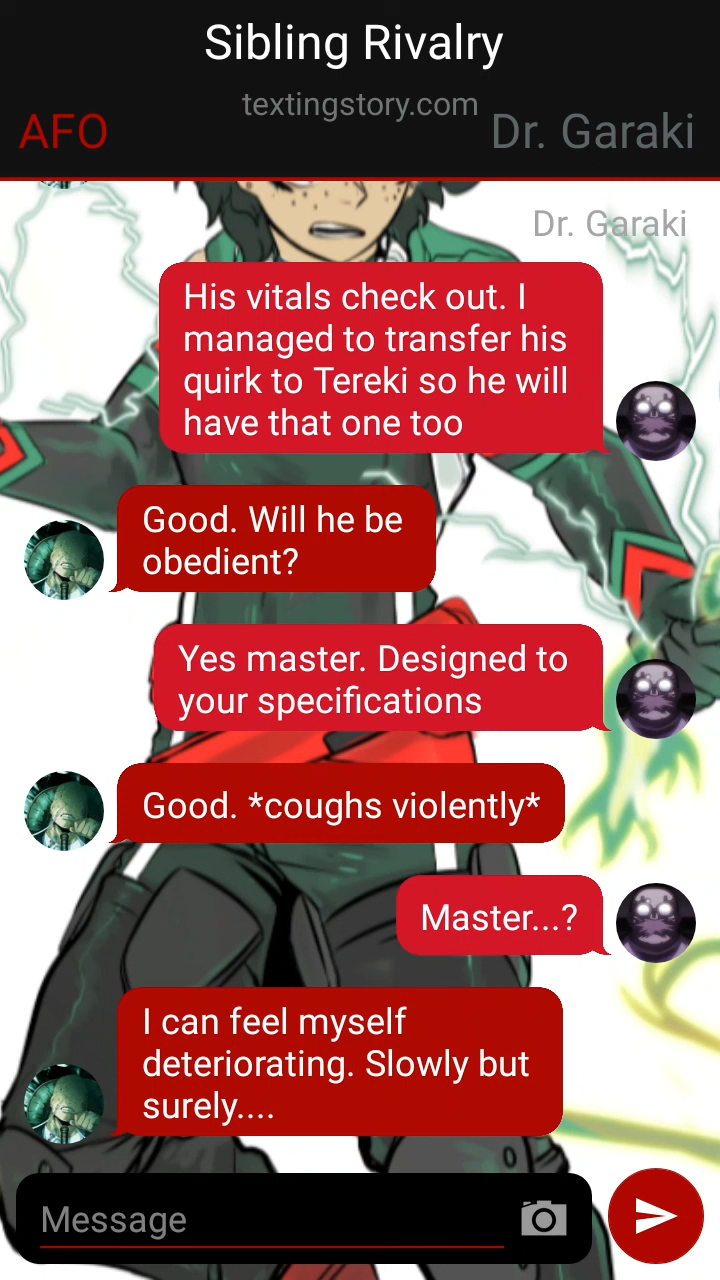 Sibling Rivalry
textingstory.com
AFO
Dr. Garaki
Dr. Garaki
His vitals check out. I
managed to transfer his
quirk to Tereki so he will
have that one too
Good. Will he be
obedient?
Yes master. Designed to
your specifications
Good. *coughs violently*
Master...?
I can feel myself
deteriorating. Slowly but
surely....
Message